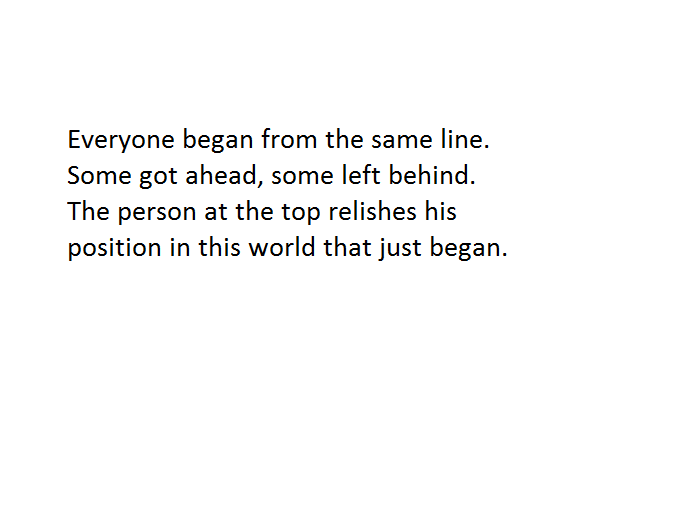 Everyone began from the same line.
Some got ahead, some left behind.
The person at the top relishes his
position in this world that just began.